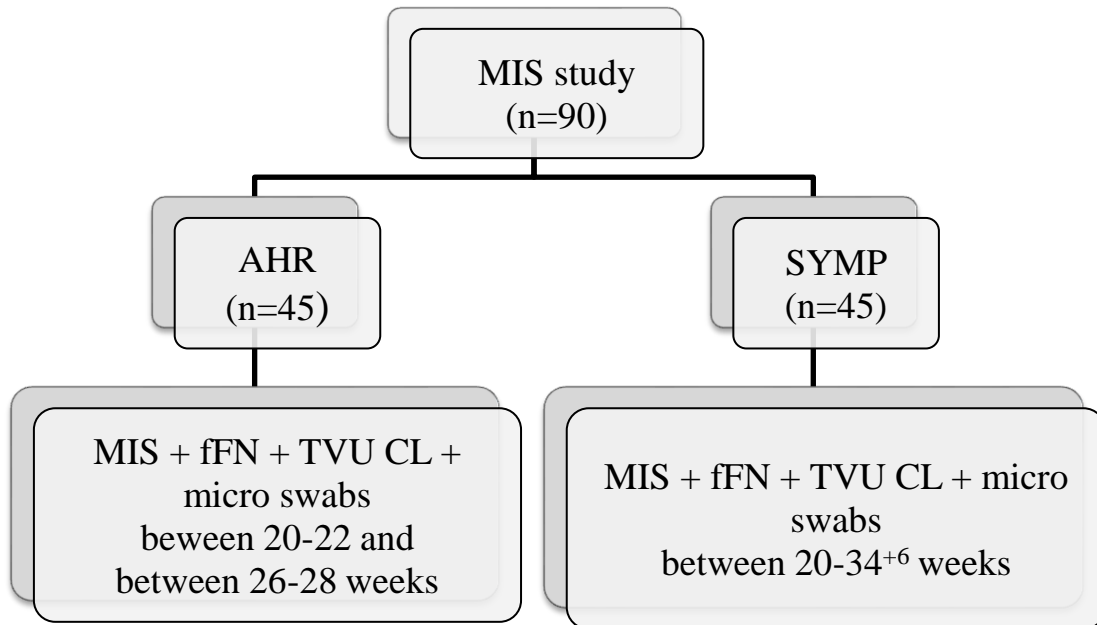 MIS study
(n=90)
AHR
(n=45)
SYMP
(n=45)
MIS + fFN + TVU CL +
micro swabs
beween 20-22 and
between 26-28 weeks
MIS + fFN + TVU CL + micro
swabs
between 20-34⁺⁶ weeks